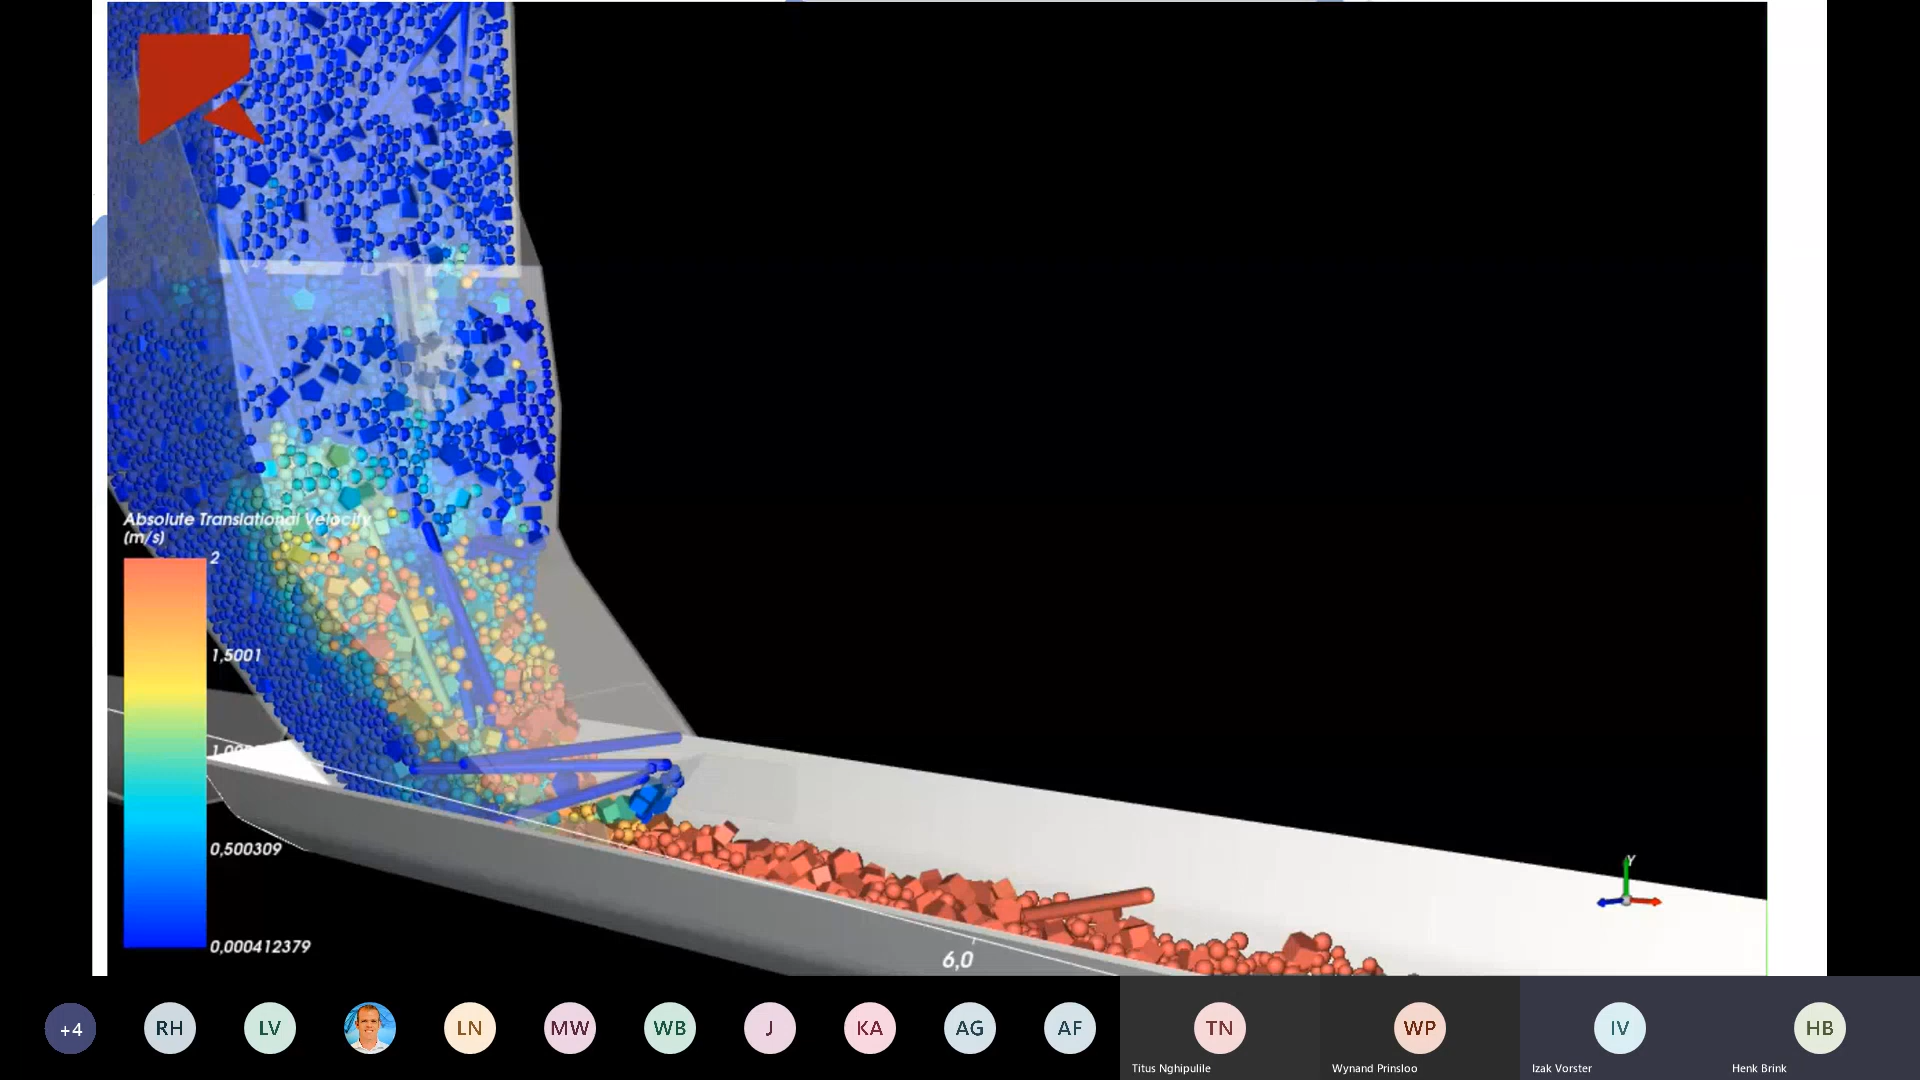 Absolute Translational Velocity
(m/s)
2
1,5001
0,500309
0,000412379
6,0
Y
+4
RH
LV
LN
MW
WB
J
KA
AG
AF
TN
WP
IV
HB
Titus Nghipulile
Wynand Prinsloo
Izak Vorster
Henk Brink